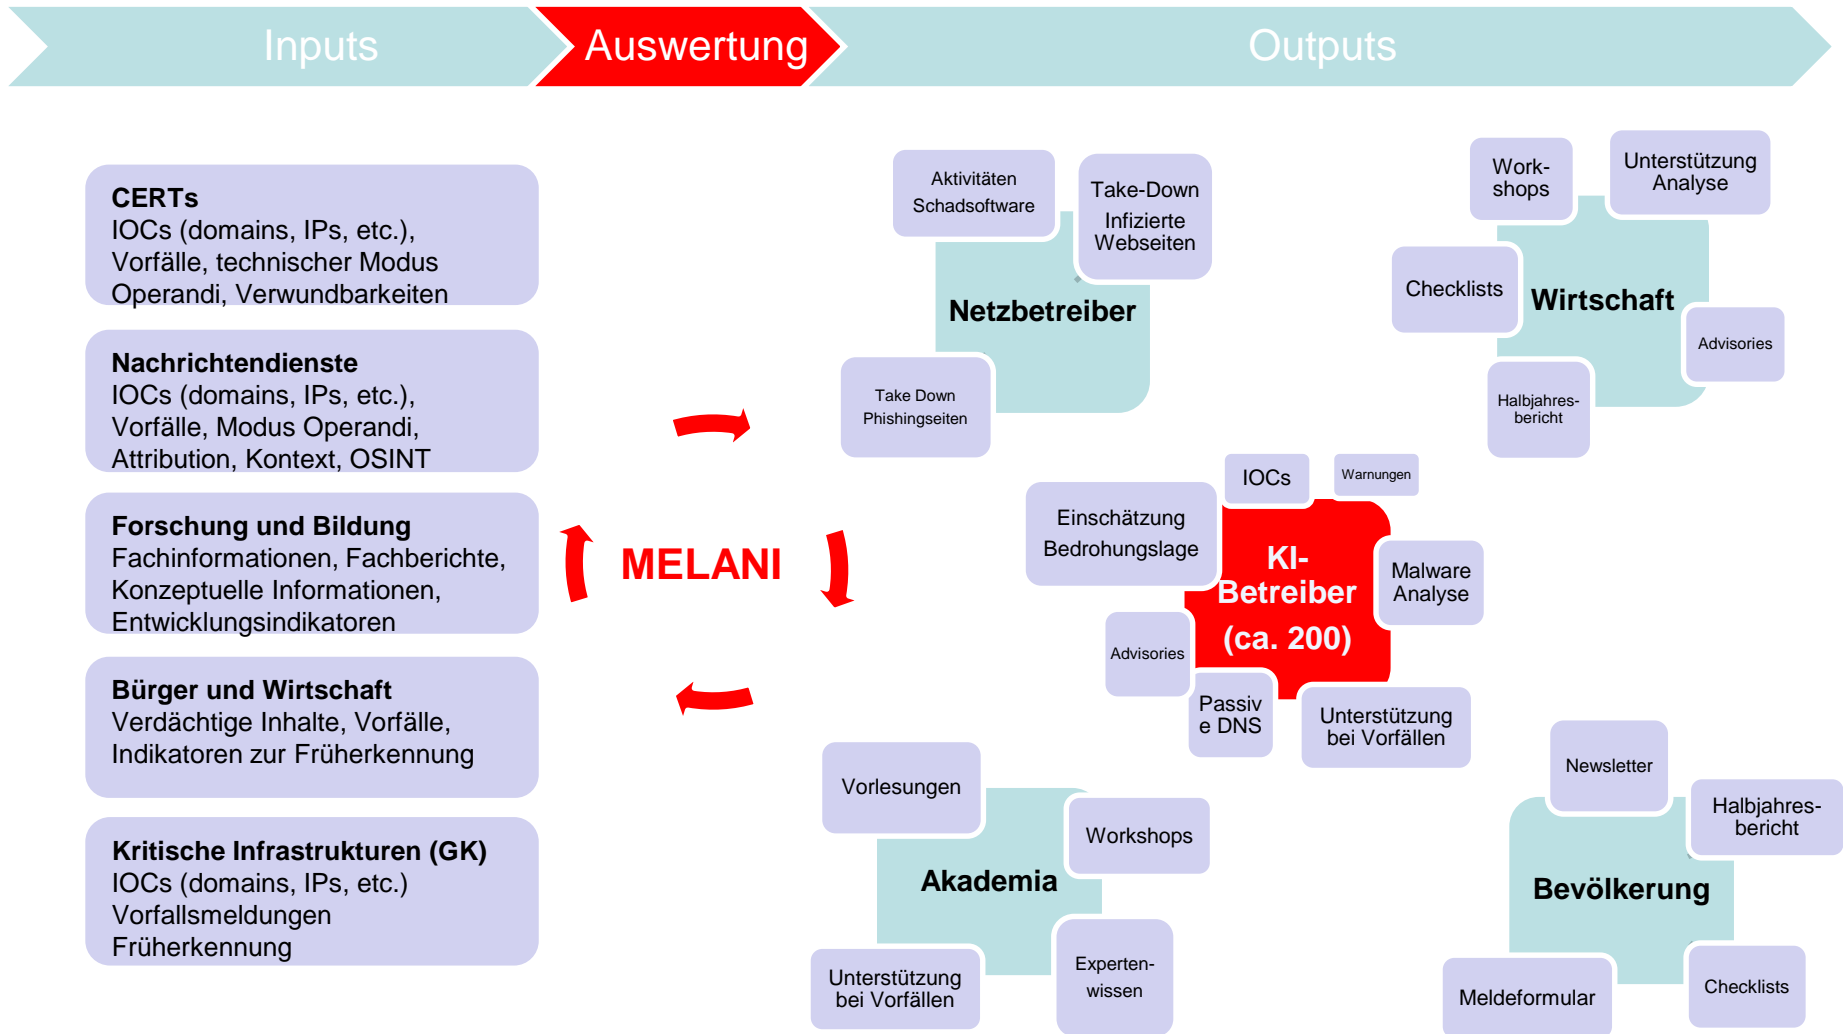 Inputs
Auswertung
Outputs
CERTs
IOCs (domains, IPs, etc.),
Vorfälle, technischer Modus
Operandi, Verwundbarkeiten
Nachrichtendienste
IOCs (domains, IPs, etc.),
Vorfälle, Modus Operandi,
Attribution, Kontext, OSINT
Forschung und Bildung
Fachinformationen, Fachberichte,
Konzeptuelle Informationen,
Entwicklungsindikatoren
Bürger und Wirtschaft
Verdächtige Inhalte, Vorfälle,
Indikatoren zur Früherkennung
Kritische Infrastrukturen (GK)
IOCs (domains, IPs, etc.)
Vorfallsmeldungen
Früherkennung
MELANI
Aktivitäten
Schadsoftware
Take-Down
Infizierte
Webseiten
Netzbetreiber
Take Down
Phishingseiten
Work-
shops
Unterstützung
Analyse
Checklists
Wirtschaft
Advisories
Halbjahres-
bericht
IOCs
Warnungen
Einschätzung
Bedrohungslage
KI-
Betreiber
(ca. 200)
Malware
Analyse
Advisories
Passiv
e DNS
Unterstützung
bei Vorfällen
Vorlesungen
Workshops
Akademia
Unterstützung
bei Vorfällen
Experten-
wissen
Newsletter
Halbjahres-
bericht
Bevölkerung
Meldeformular
Checklists